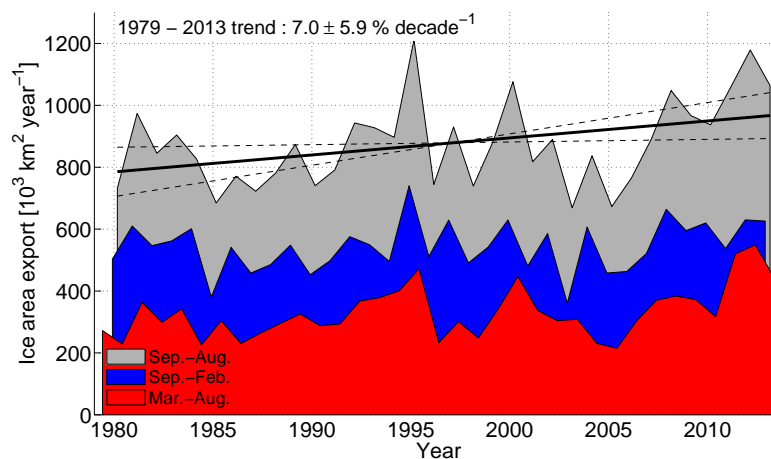 1979 − 2013 trend : 7.0 ± 5.9 % decade⁻¹
Ice area export [10³ km² year⁻¹]
1200
1000
800
600
400
200
0
Sep.−Aug.
Sep.−Feb.
Mar.−Aug.
1980 1985 1990 1995 2000 2005 2010
Year